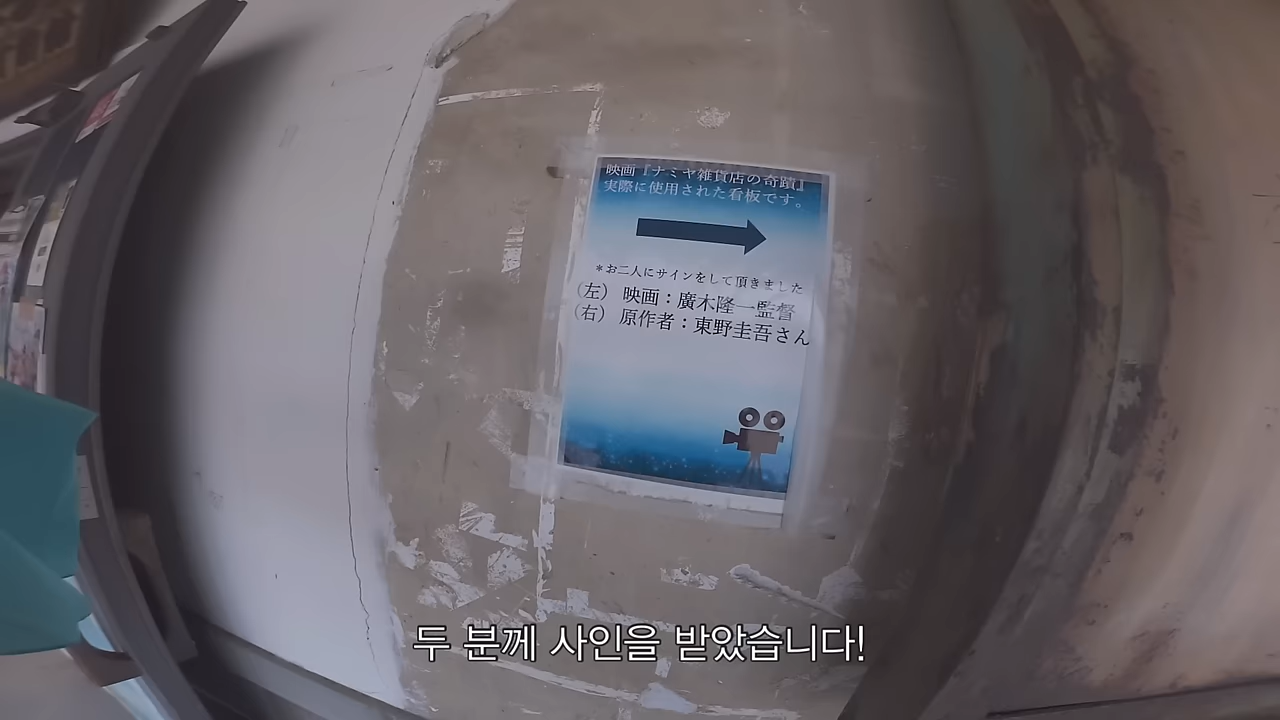 映画『ナミヤ雑貨店の奇蹟』
実際に使用された看板です。
*お二人にサインをして頂きました
（左） 映画：廣木隆一監督
（右） 原作者：東野圭吾さん
두 분께 사인을 받았습니다!